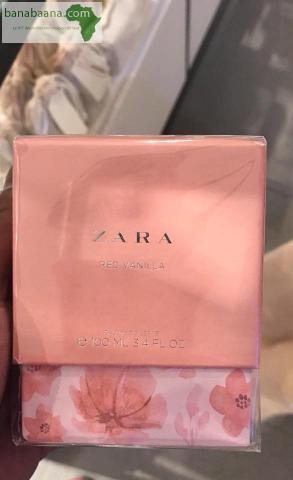 banabaana.com
ZARA
RED VANILLA
℮ 100 ML 3.4 FL OZ